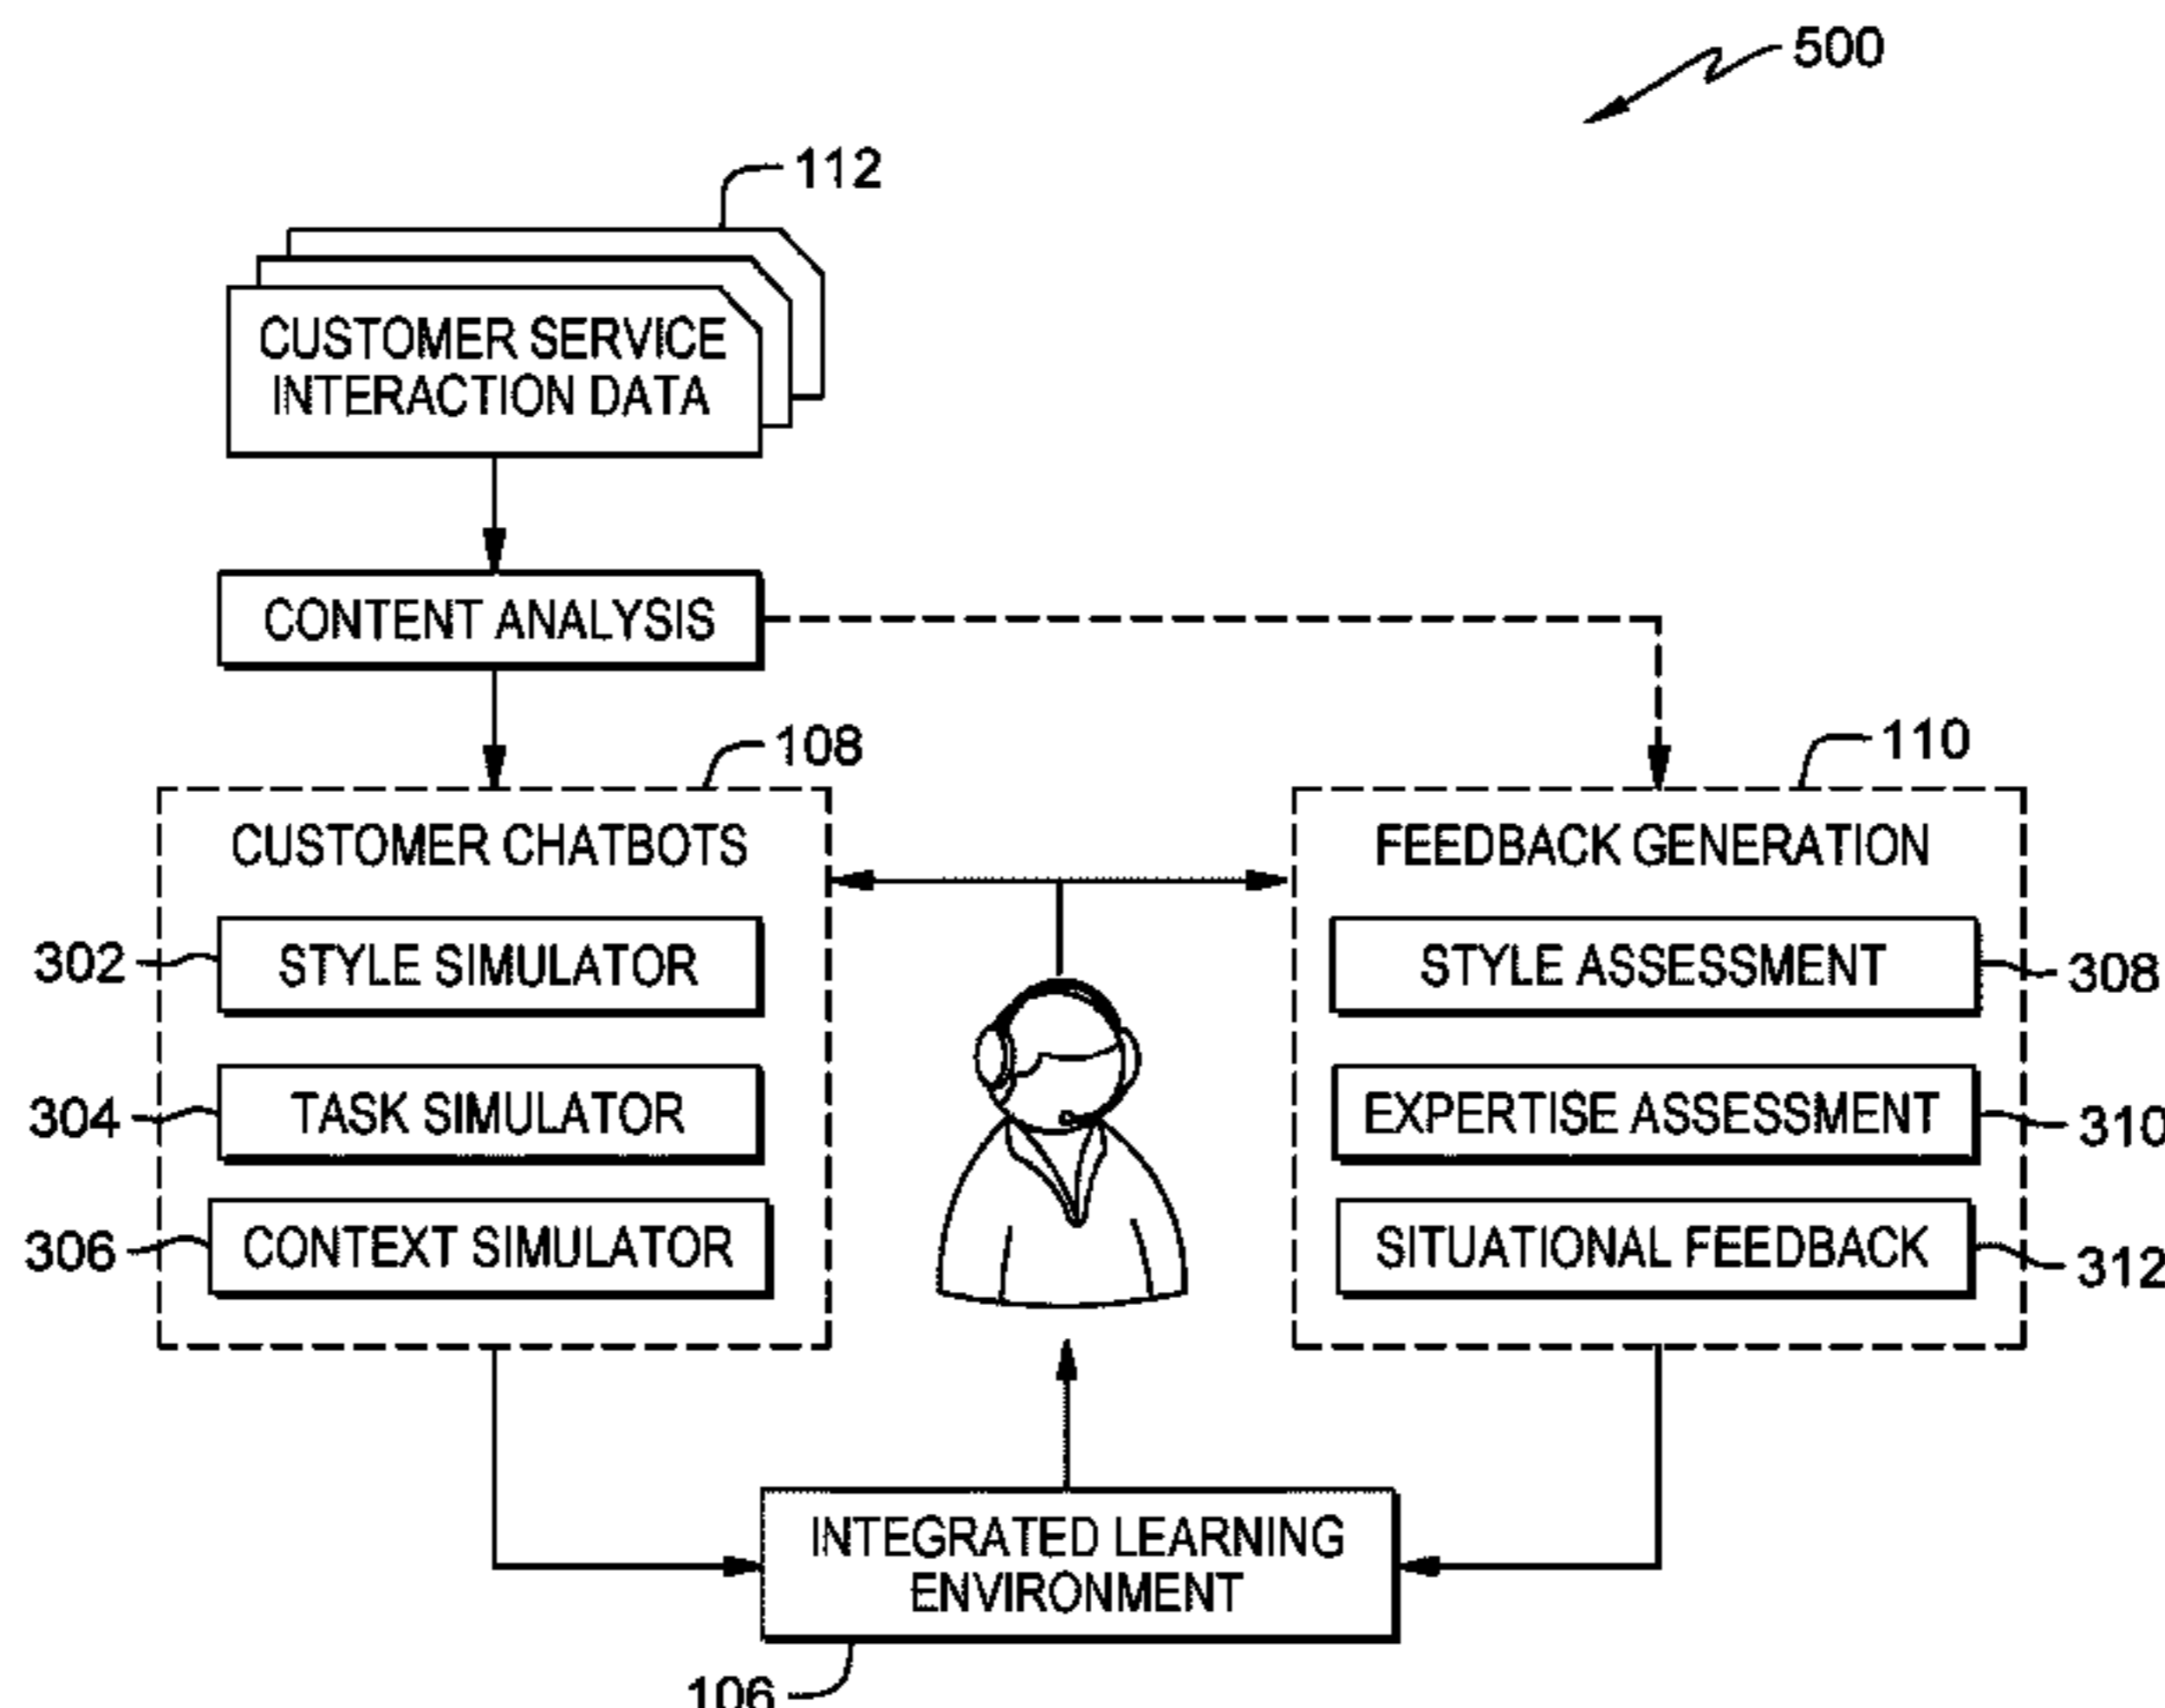 500
112
CUSTOMER SERVICE
INTERACTION DATA
CONTENT ANALYSIS
108
110
CUSTOMER CHATBOTS
FEEDBACK GENERATION
302
STYLE SIMULATOR
STYLE ASSESSMENT
308
304
TASK SIMULATOR
EXPERTISE ASSESSMENT
310
306
CONTEXT SIMULATOR
SITUATIONAL FEEDBACK
312
INTEGRATED LEARNING
ENVIRONMENT
106